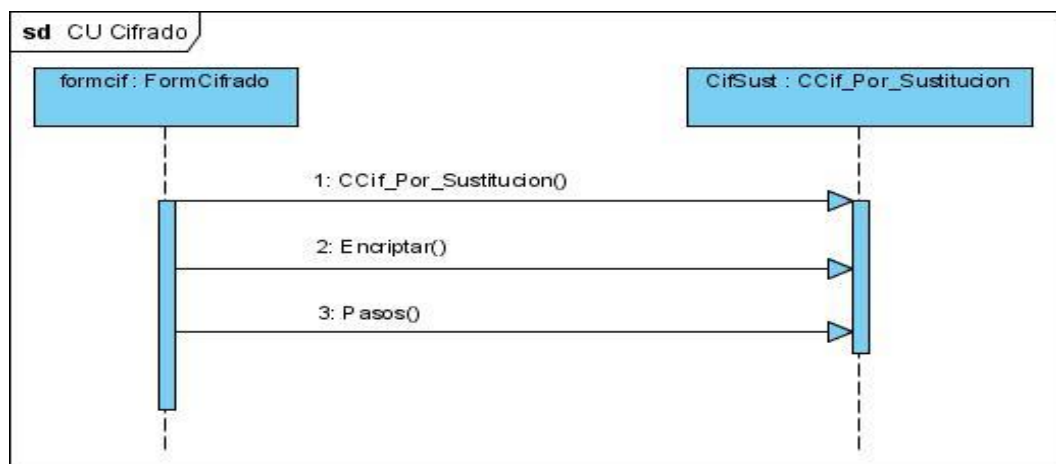 sd CU Cifrado
formcif : FormCifrado
CifSust : CCif_Por_Sustitucion
1: CCif_Por_Sustitucion()
2: Encriptar()
3: Pasos()